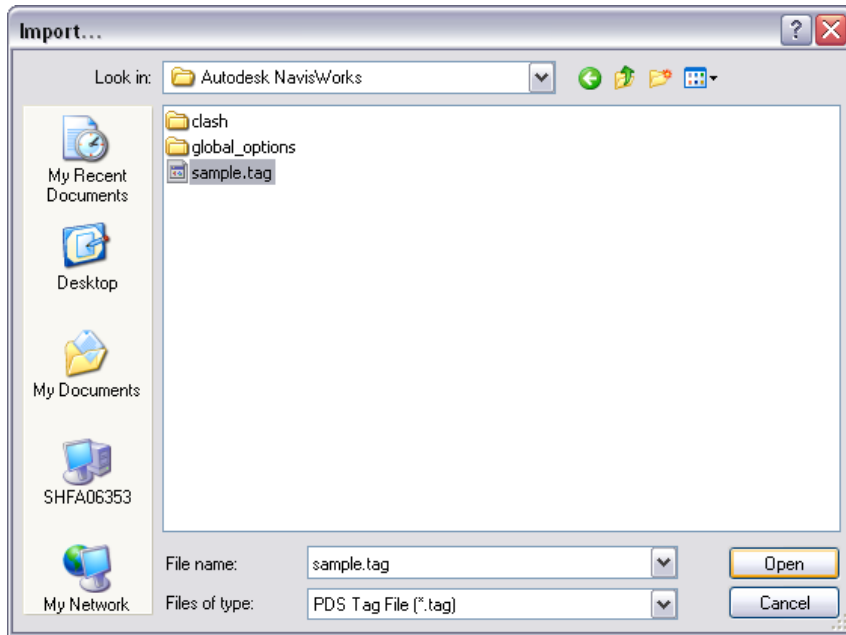 Import...
Look in: Autodesk NavisWorks
clash
global_options
sample.tag
My Recent
Documents
Desktop
My Documents
SHFA06353
My Network
File name: sample.tag Open
Files of type: PDS Tag File (*.tag) Cancel